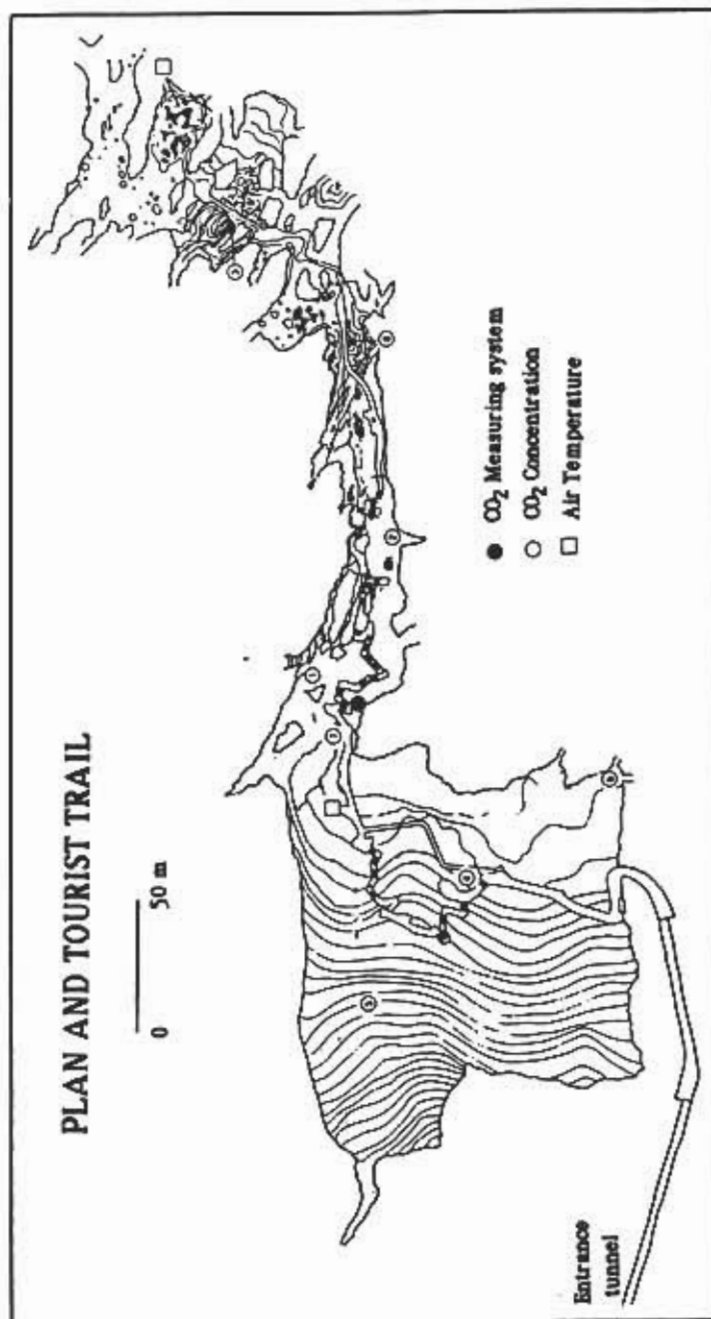 PLAN AND TOURIST TRAIL
0 50 m
● CO₂ Measuring system
○ CO₂ Concentration
□ Air Temperature
Entrance
tunnel